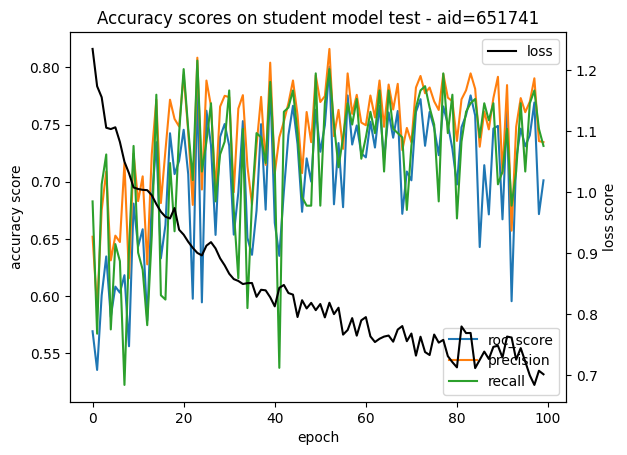 Accuracy scores on student model test - aid=651741
loss
accuracy score
0.80
0.75
0.70
0.65
0.60
0.55
1.2
1.1
1.0
0.9
0.8
0.7
loss score
roc_score
precision
recall
0
20
40
60
80
100
epoch